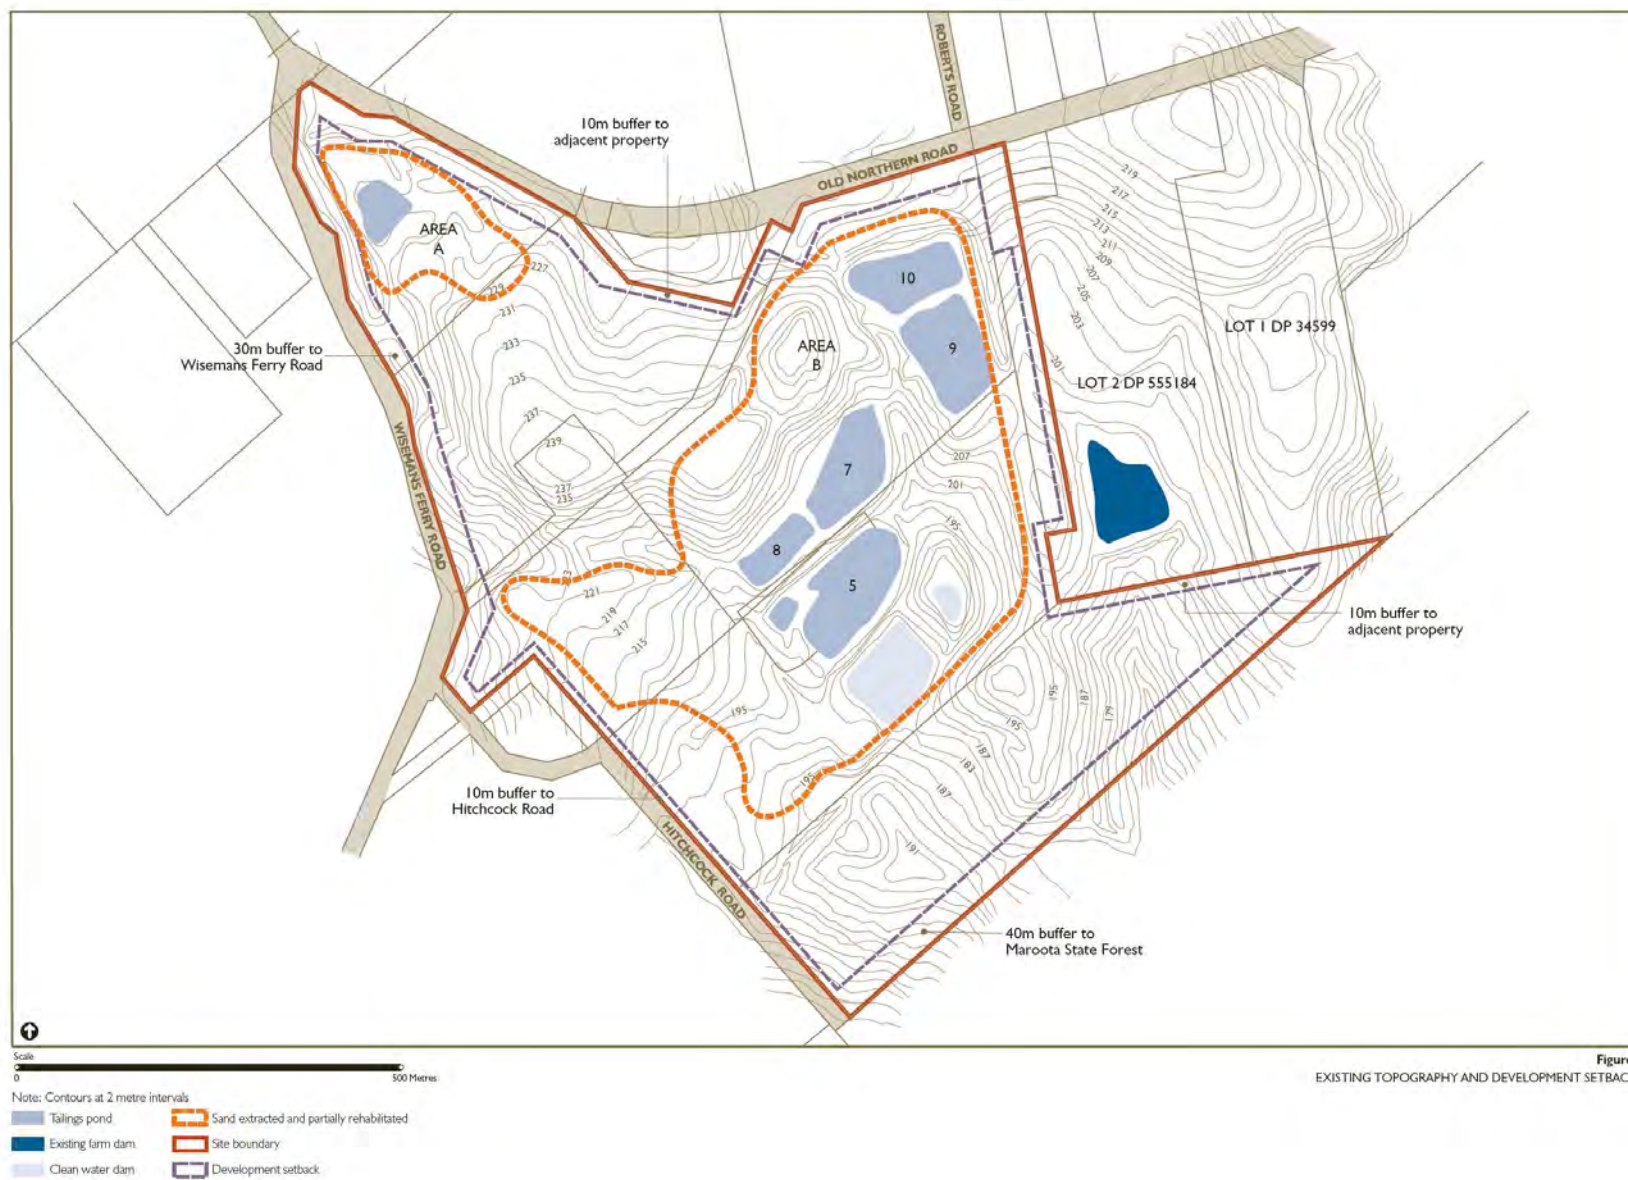 ROBERTS ROAD
10m buffer to
adjacent property
OLD NORTHERN ROAD
219
217
215
213
211
209
207
205
203
201
AREA
A
227
229
231
233
235
237
239
237
235
10
9
AREA
B
LOT 1 DP 34599
LOT 2 DP 555184
30m buffer to
Wisemans Ferry Road
WISEMANS FERRY ROAD
7
207
201
195
8
5
221
219
217
215
10m buffer to
adjacent property
195
187
179
195
195
195
187
183
187
191
10m buffer to
Hitchcock Road
HITCHCOCK ROAD
40m buffer to
Maroota State Forest
Scale
0
500 Metres
Figure
EXISTING TOPOGRAPHY AND DEVELOPMENT SETBAC
Note: Contours at 2 metre intervals
Tailings pond
Sand extracted and partially rehabilitated
Existing farm dam
Site boundary
Clean water dam
Development setback